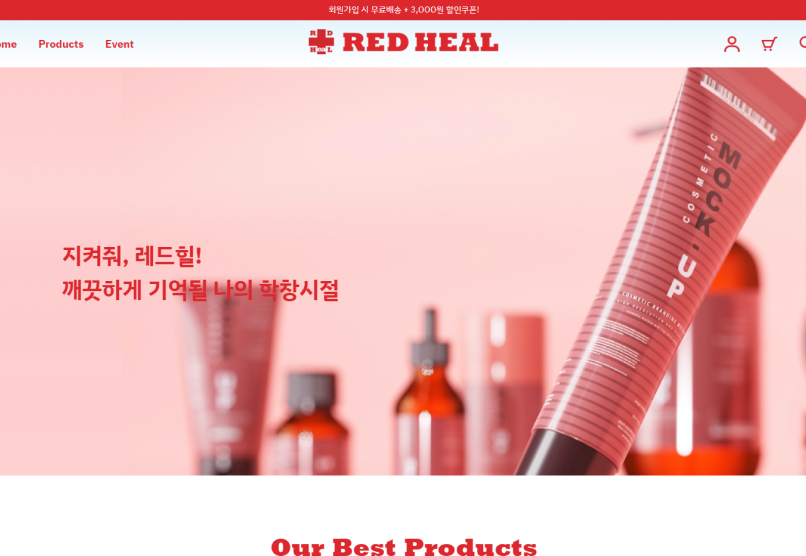 회원가입 시 무료배송 + 3,000원 할인쿠폰!
ome Products Event
RED HEAL
RED HEAL
지켜줘, 레드힐!
깨끗하게 기억될 나의 학창시절
COSMETIC
MOCK-UP
COSMETIC BRANDING
Our Best Products